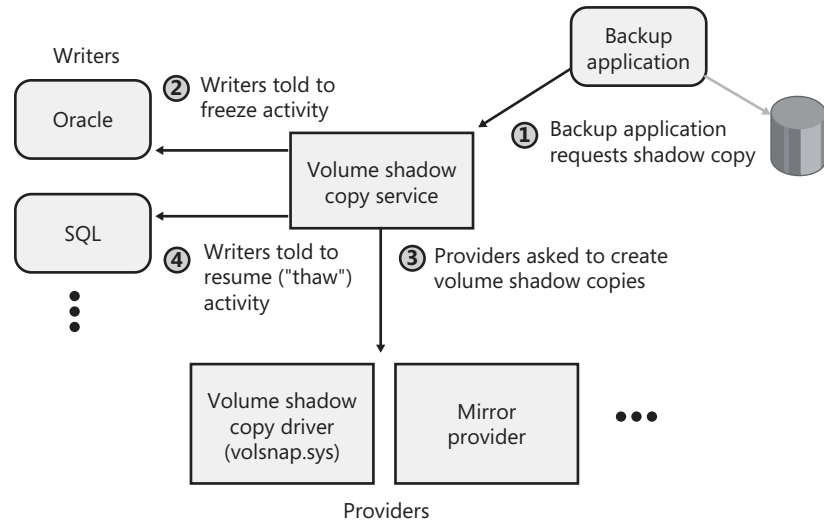 Backup
application
Writers
2 Writers told to
freeze activity
Oracle
1 Backup application
requests shadow copy
Volume shadow
copy service
SQL
4 Writers told to
resume ("thaw")
activity
3 Providers asked to create
volume shadow copies
Volume shadow
copy driver
(volsnap.sys)
Mirror
provider
Providers